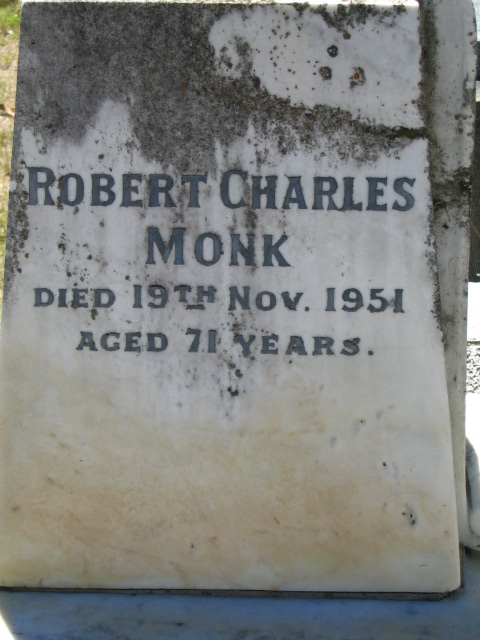 ROBERT CHARLES
MONK
DIED 19TH NOV. 1951
AGED 71 YEARS.